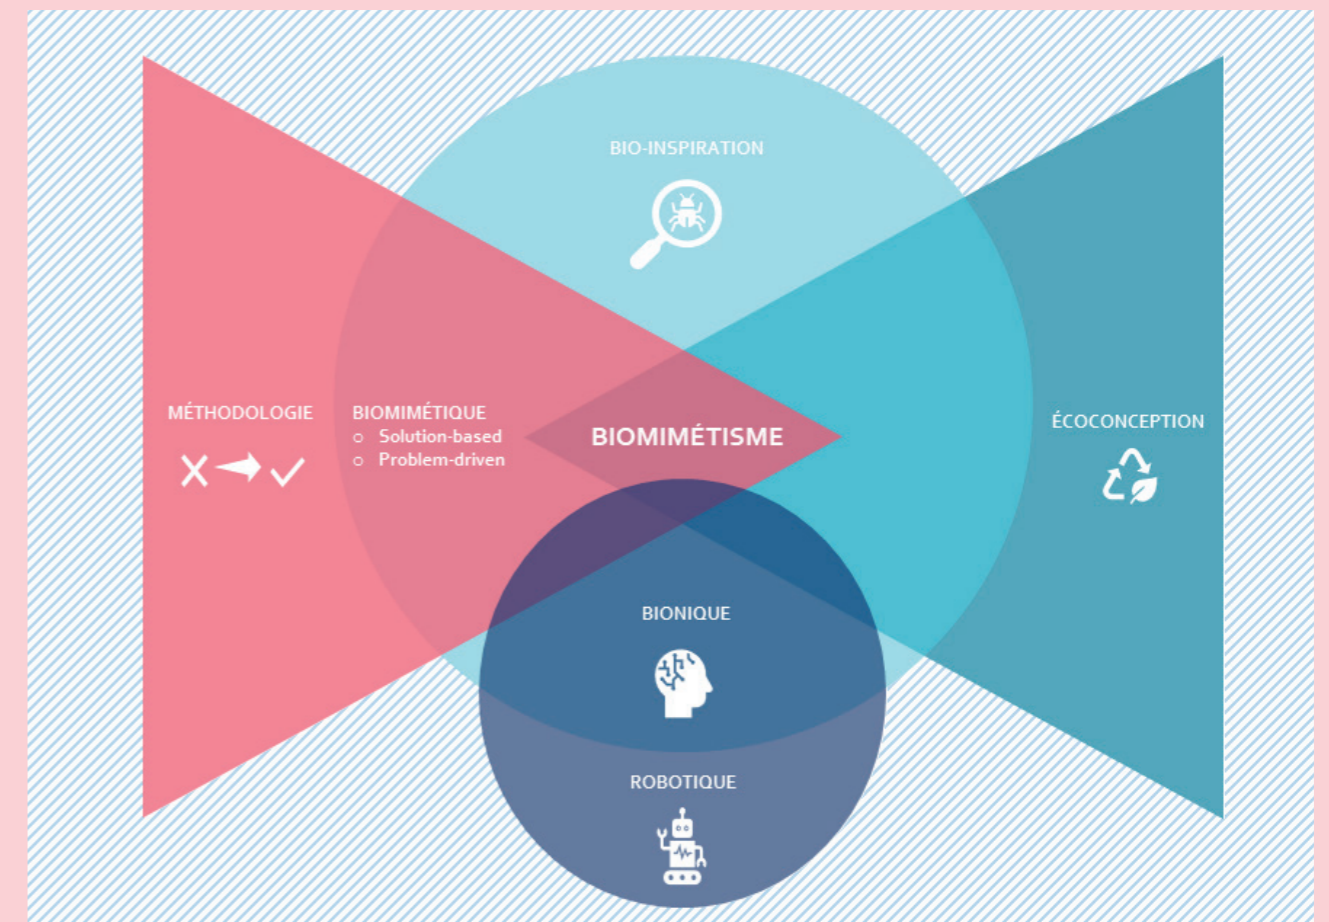 BIO-INSPIRATION
MÉTHODOLOGIE
BIOMIMÉTIQUE
o Solution-based
o Problem-driven
BIOMIMÉTISME
ÉCOCONCEPTION
BIONIQUE
ROBOTIQUE